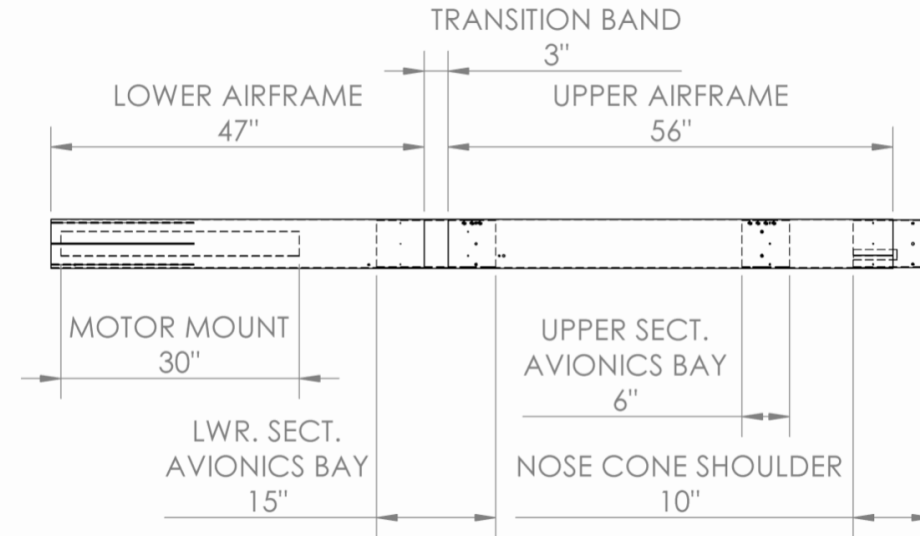 TRANSITION BAND
3"
LOWER AIRFRAME
47"
UPPER AIRFRAME
56"
MOTOR MOUNT
30"
UPPER SECT.
AVIONICS BAY
6"
LWR. SECT.
AVIONICS BAY
15"
NOSE CONE SHOULDER
10"